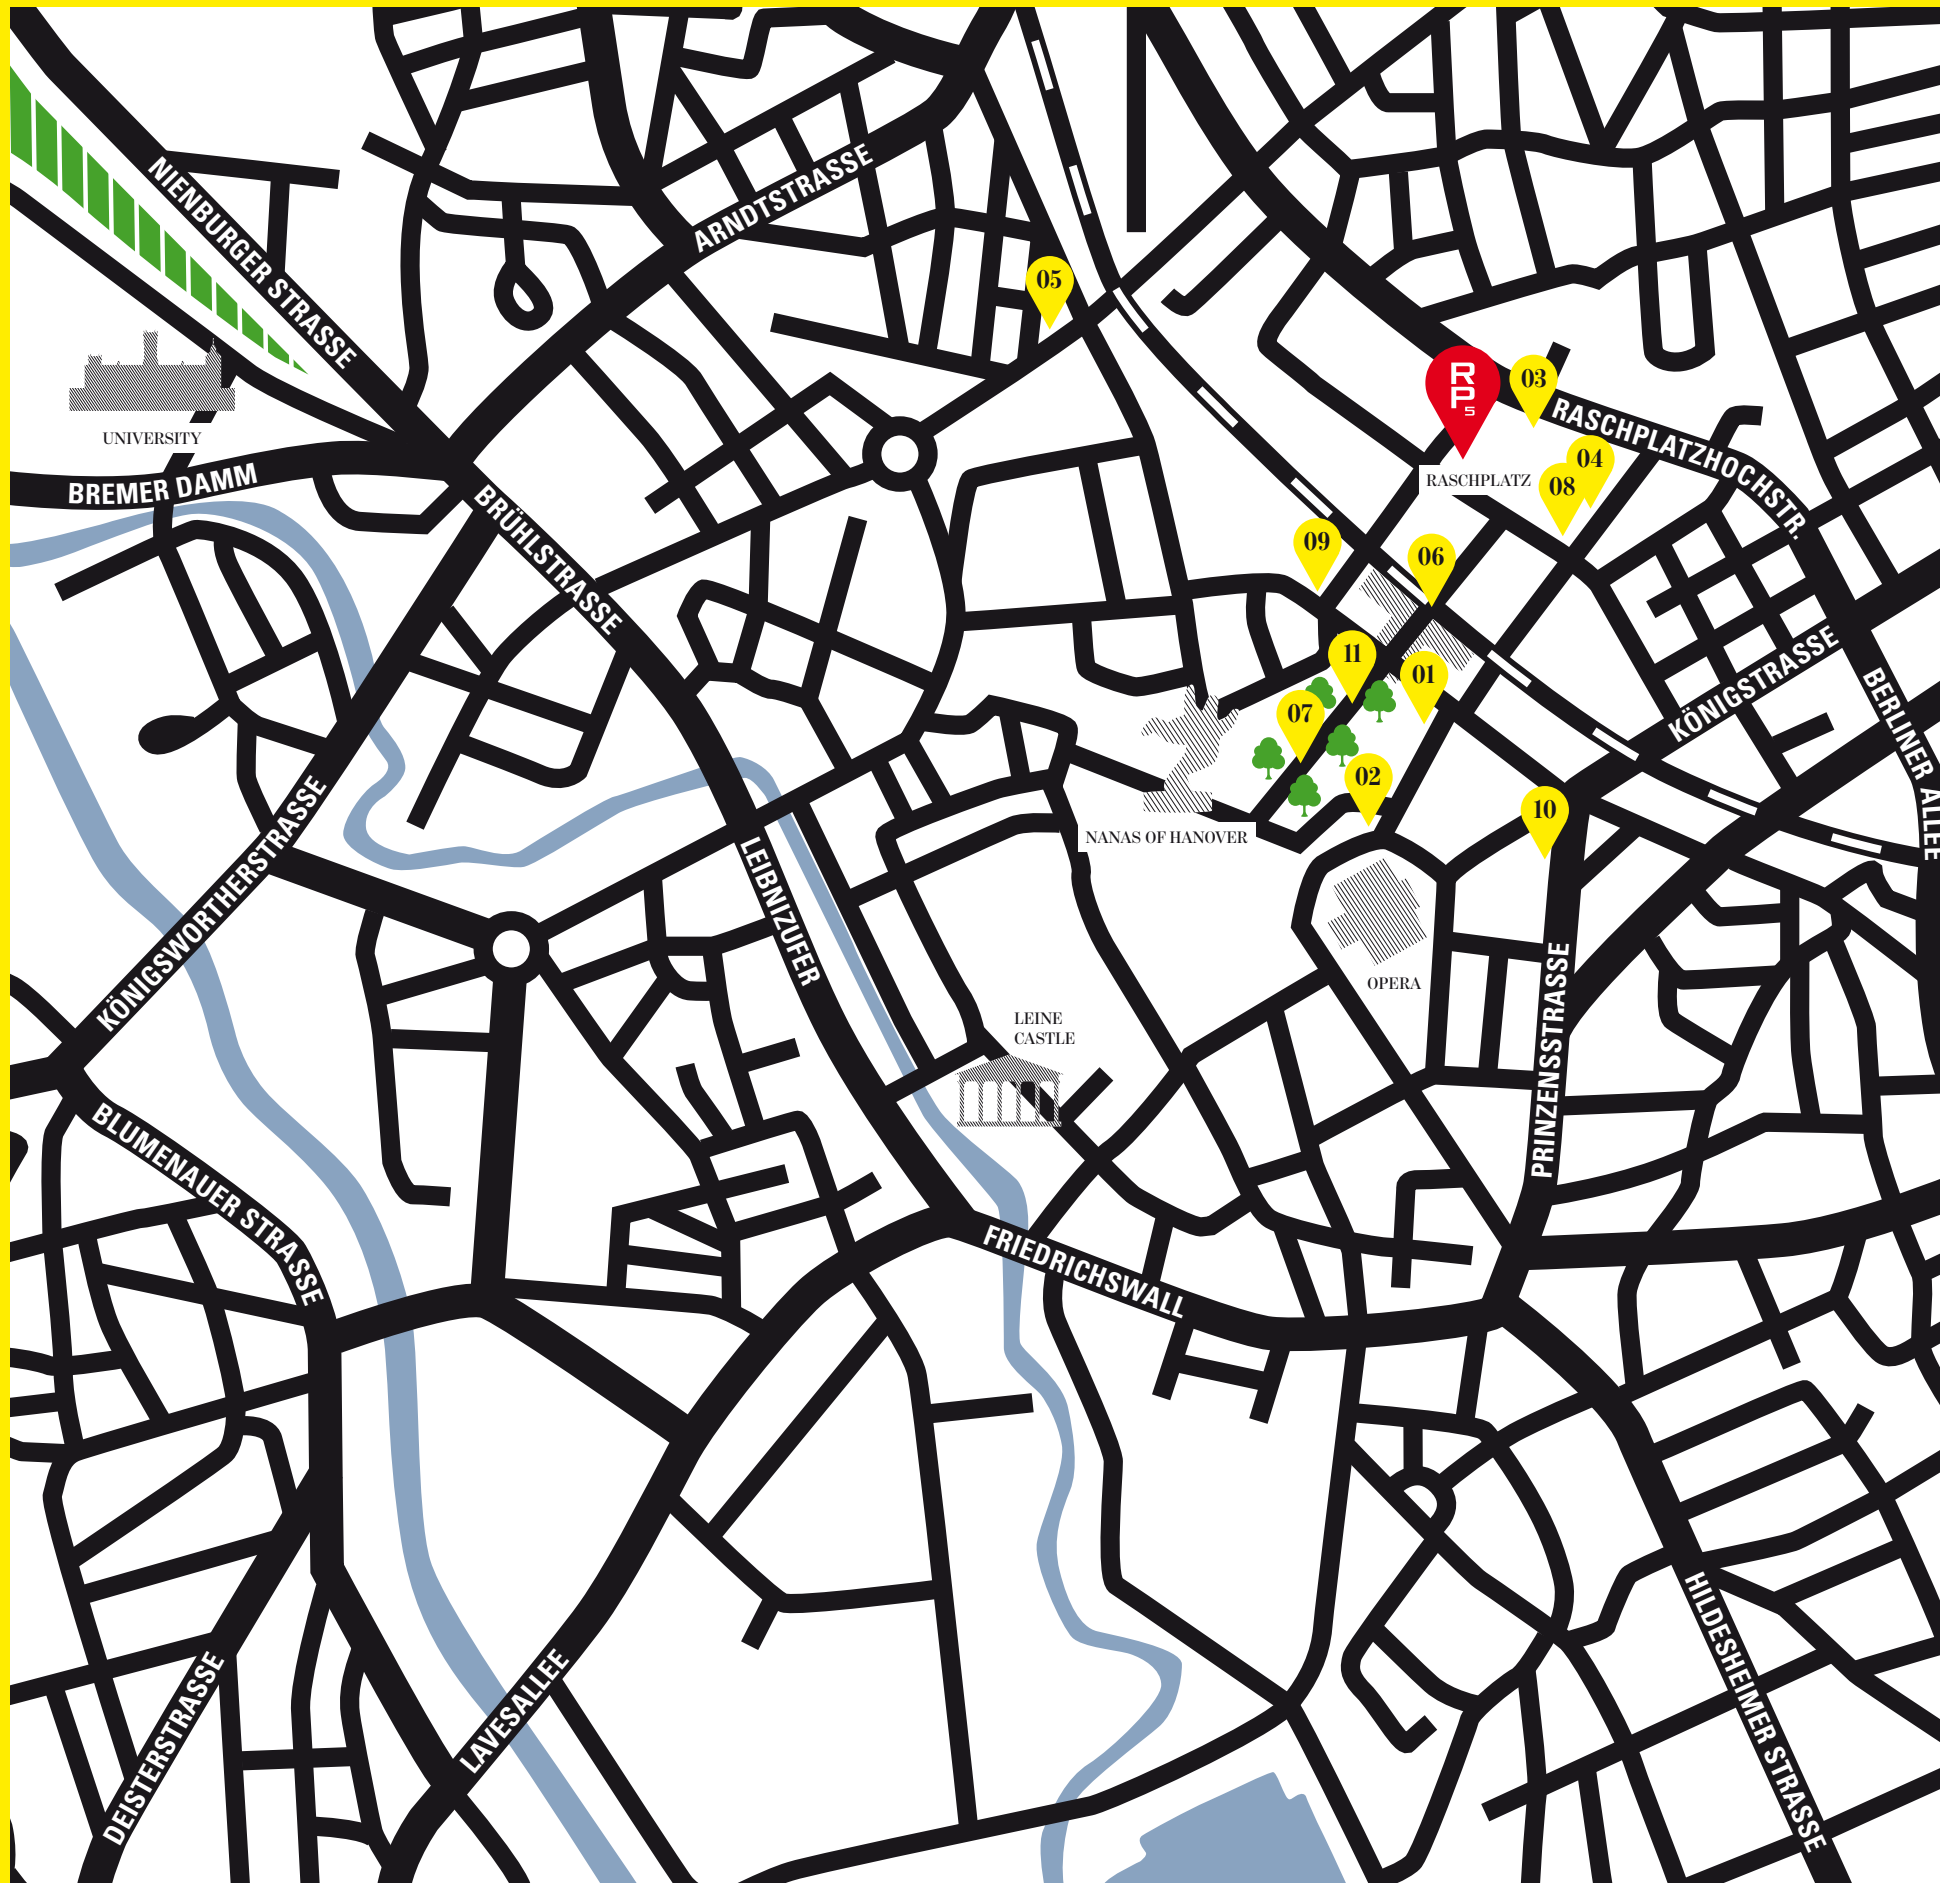 NIENBURGER STRASSE
ARNDTSTRASSE
05
UNIVERSITY
BREMER DAMM
BRÜHLSTRASSE
R
P
5
03
RASCHPLATZHOCHSTR.
RASCHPLATZ
04
08
09
06
11
01
07
02
10
KÖNIGSTRASSE
BERLINER ALLEE
NANAS OF HANOVER
KÖNIGSWORTHERSTRASSE
LEIBNIZUFER
OPERA
PRINZENSSTRASSE
LEINE
CASTLE
BLUMENAUER STRASSE
FRIEDRICHSWALL
HILDESHEIMER STRASSE
LAVESALLEE
DEISTERSTRASSE